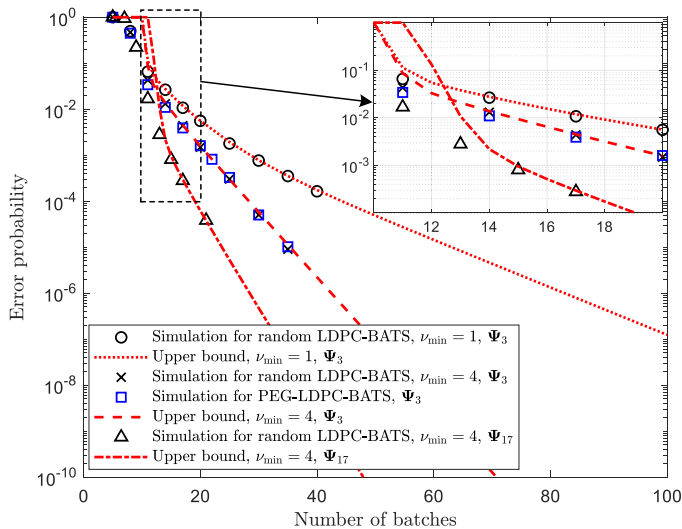 Error probability
10^0
10^-2
10^-4
10^-6
10^-8
10^-10
0
20
40
60
80
100
Number of batches
10^-1
10^-2
10^-3
12
14
16
18
Simulation for random LDPC-BATS, ν_min = 1, Ψ_3
Upper bound, ν_min = 1, Ψ_3
Simulation for random LDPC-BATS, ν_min = 4, Ψ_3
Simulation for PEG-LDPC-BATS, Ψ_3
Upper bound, ν_min = 4, Ψ_3
Simulation for random LDPC-BATS, ν_min = 4, Ψ_17
Upper bound, ν_min = 4, Ψ_17